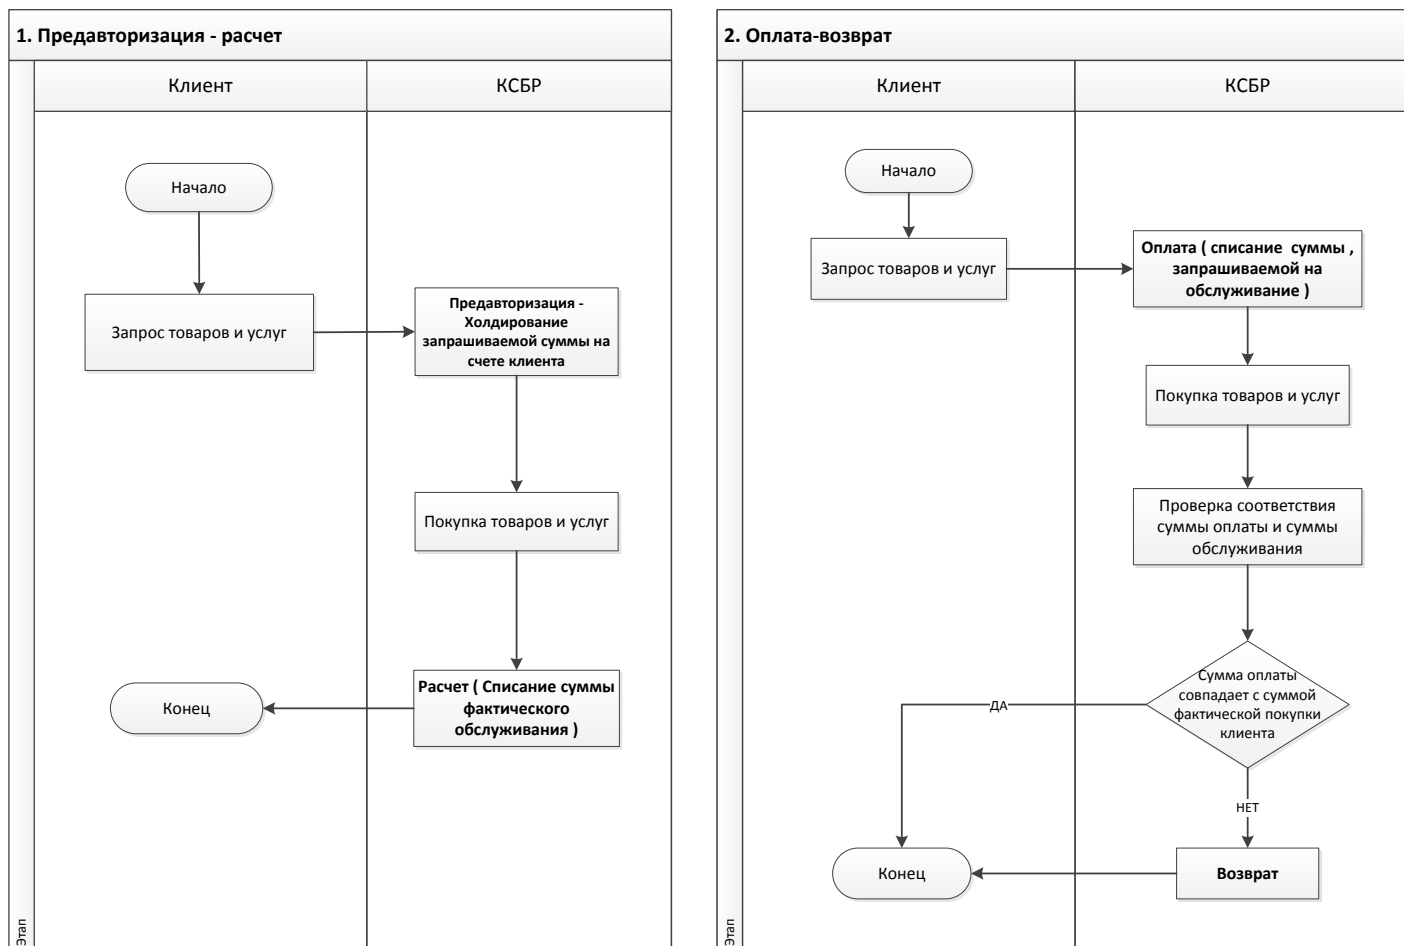 1. Предавторизация - расчет
Клиент
КСБР
Начало
Запрос товаров и услуг
Предавторизация -
Холдирование
запрашиваемой суммы на
счете клиента
Покупка товаров и услуг
Расчет ( Списание суммы
фактического
обслуживания )
Конец
Этап
2. Оплата-возврат
Клиент
КСБР
Начало
Запрос товаров и услуг
Оплата ( списание суммы ,
запрашиваемой на
обслуживание )
Покупка товаров и услуг
Проверка соответствия
суммы оплаты и суммы
обслуживания
Сумма оплаты
совпадает с суммой
фактической покупки
клиента
ДА
НЕТ
Возврат
Конец
Этап